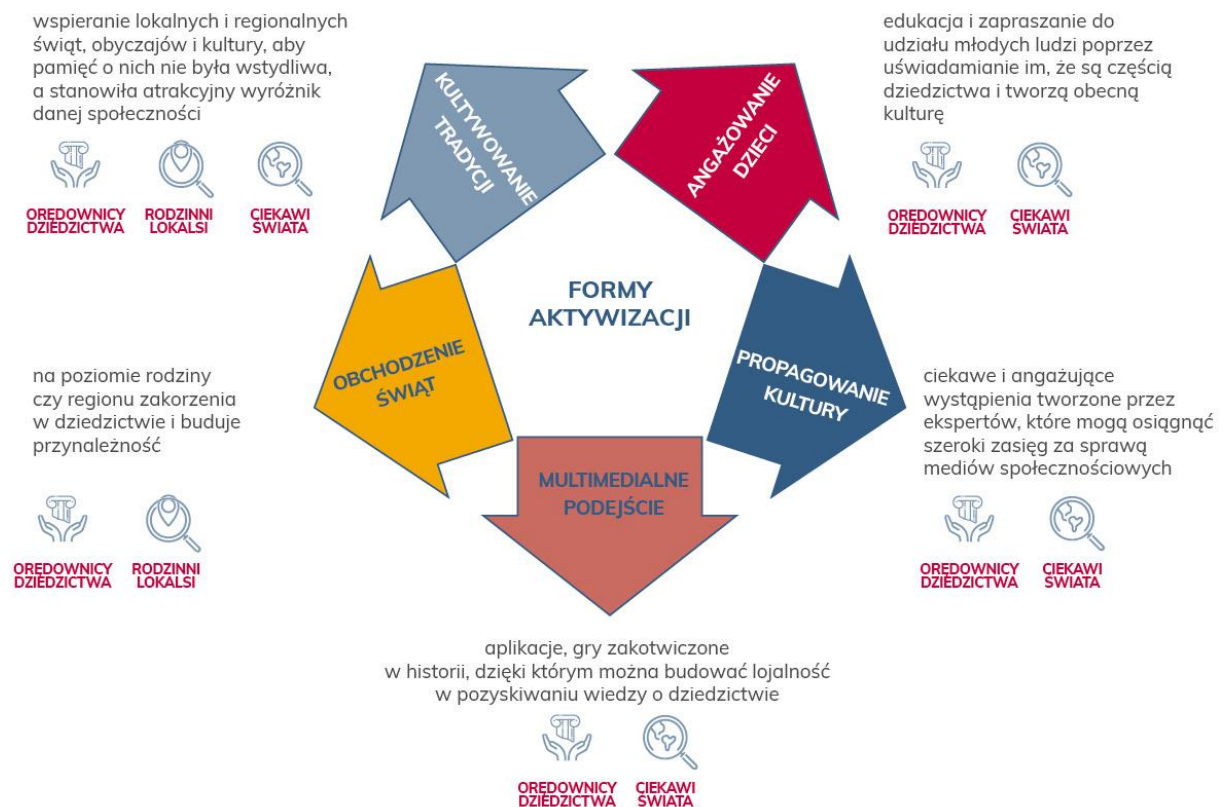 wspieranie lokalnych i regionalnych
świąt, obyczajów i kultury, aby
pamięć o nich nie była wstydliwa,
a stanowiła atrakcyjny wyróżnik
danej społeczności
ORĘDOWNICY
DZIEDZICTWA
RODZINNI
LOKALSI
CIEKAWI
ŚWIATA
KULTYWOWANIE
TRADYCJI
ANGAŻOWANIE
DZIECI
edukacja i zapraszanie do
udziału młodych ludzi poprzez
uświadamianie im, że są częścią
dziedzictwa i tworzą obecną
kulturę
ORĘDOWNICY
DZIEDZICTWA
CIEKAWI
ŚWIATA
FORMY
AKTYWIZACJI
OBCHODZENIE
ŚWIĄT
PROPAGOWANIE
KULTURY
na poziomie rodziny
czy regionu zakorzenia
w dziedzictwie i buduje
przynależność
ORĘDOWNICY
DZIEDZICTWA
RODZINNI
LOKALSI
ciekawe i angażujące
wystąpienia tworzone przez
ekspertów, które mogą osiągnąć
szeroki zasięg za sprawą
mediów społecznościowych
ORĘDOWNICY
DZIEDZICTWA
CIEKAWI
ŚWIATA
MULTIMEDIALNE
PODEJŚCIE
aplikacje, gry zakotwiczone
w historii, dzięki którym można budować lojalność
w pozyskiwaniu wiedzy o dziedzictwie
ORĘDOWNICY
DZIEDZICTWA
CIEKAWI
ŚWIATA